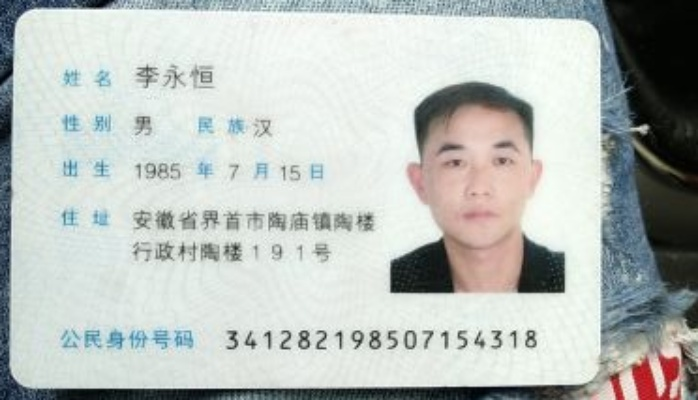 姓名 李永恒
性别 男 民族 汉
出生 1985 年 7 月 15 日
住址 安徽省界首市陶庙镇陶楼
行政村陶楼191号
公民身份号码 341282198507154318